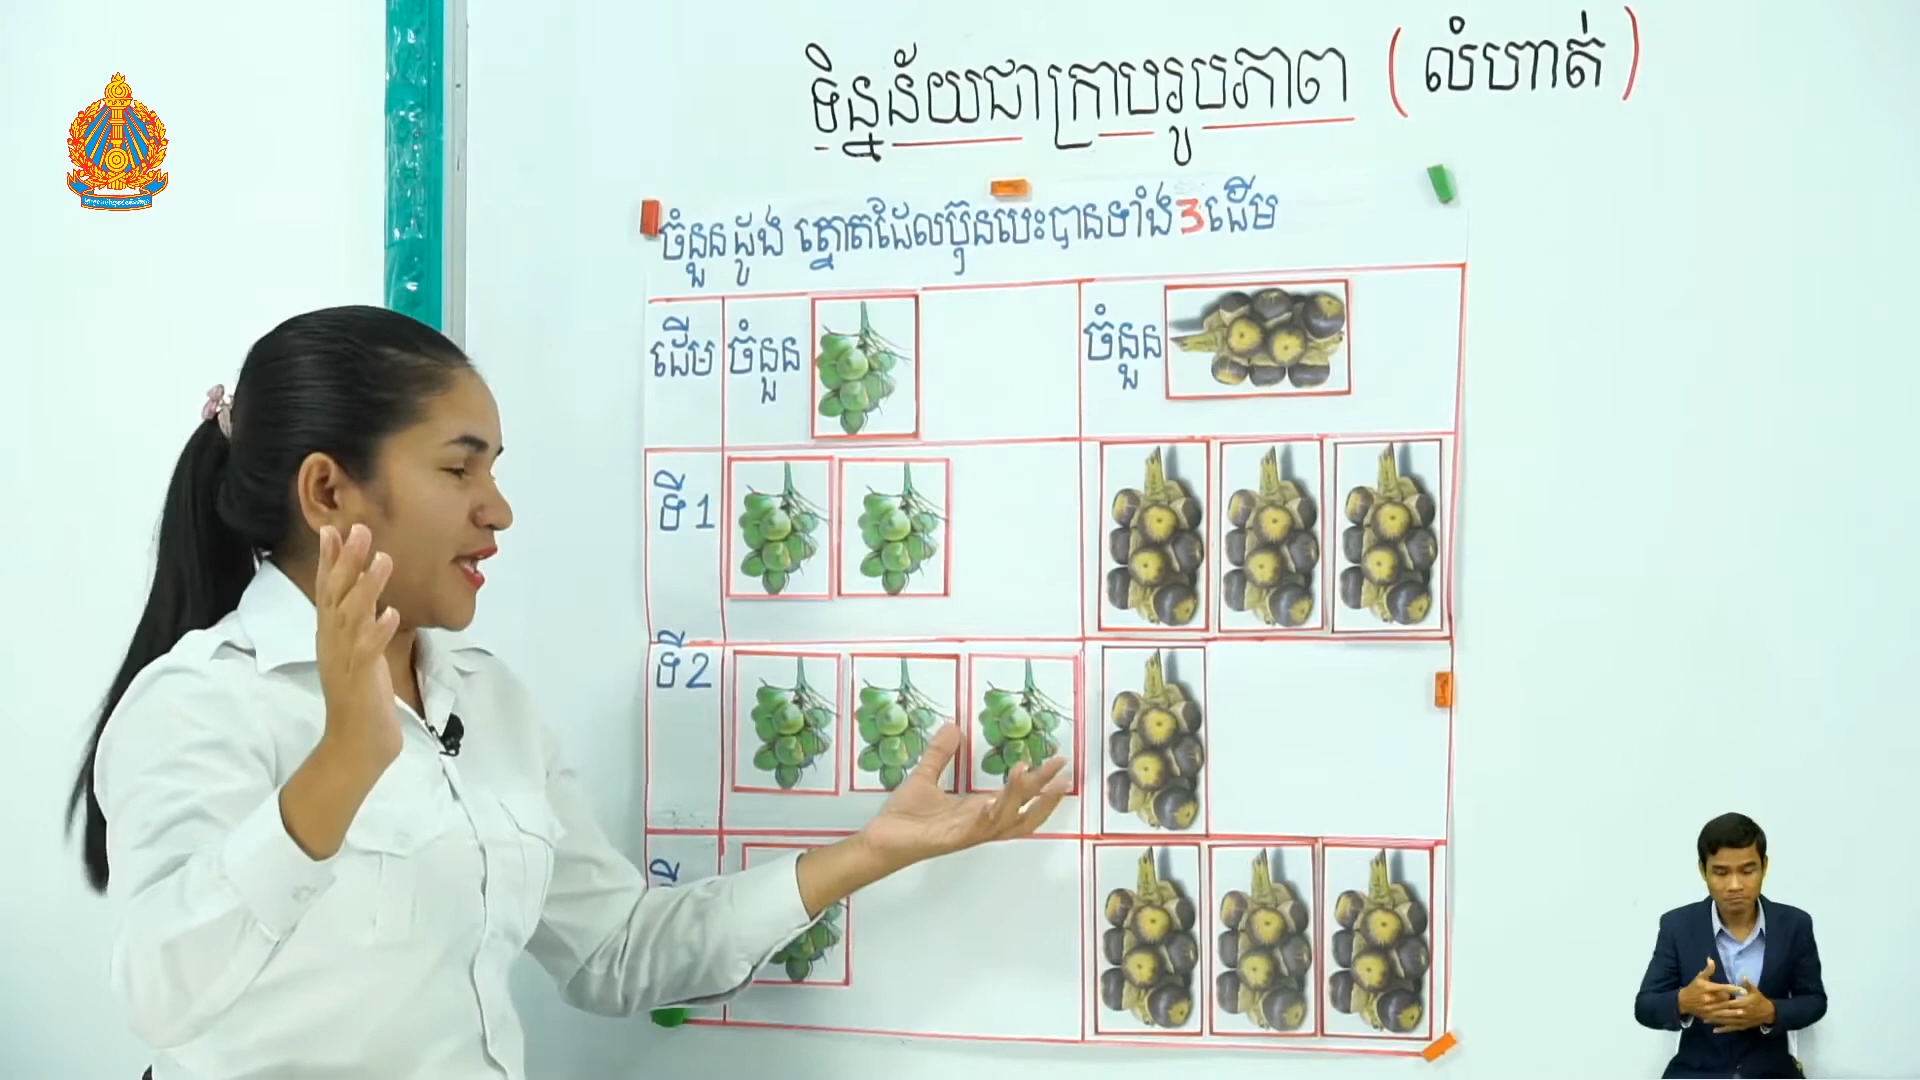 ទិន្នន័យជាក្រាបរូបភាព (លំហាត់)
ចំនួនដូង ត្នោតដែលប៊ុនបេះបានទាំង3ដើម
ដើម ចំនួន ចំនួន
ទី1
ទី2